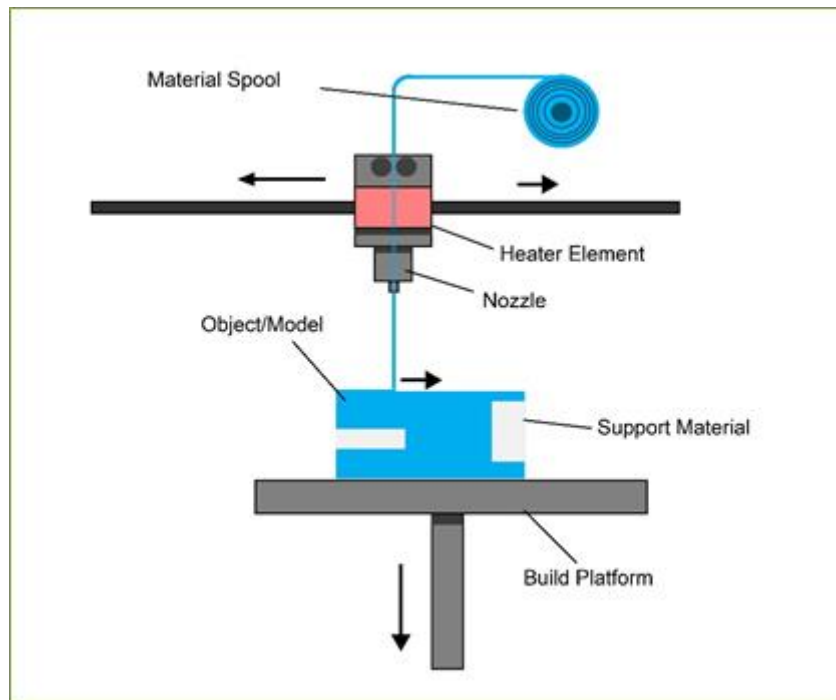 Material Spool
Heater Element
Nozzle
Object/Model
Support Material
Build Platform